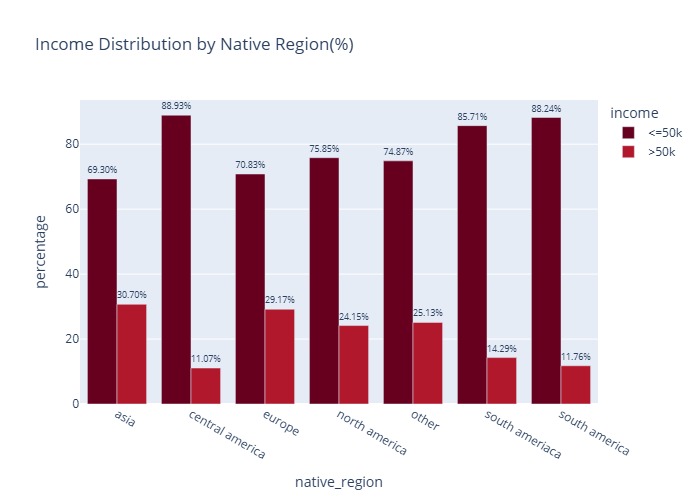 Income Distribution by Native Region(%)
income
<=50k
>50k
percentage
80
60
40
20
0
69.30%
30.70%
88.93%
11.07%
70.83%
29.17%
75.85%
24.15%
74.87%
25.13%
85.71%
14.29%
88.24%
11.76%
asia
central america
europe
north america
other
south ameriaca
south america
native_region